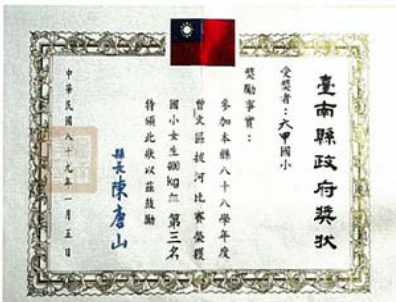 臺南縣政府獎狀
受獎者：大甲國小
獎勵事實：
參加本縣八十八學年度
曾文區拔河比賽榮獲
國小女生400kg組 第三名
特頒此狀以茲鼓勵
縣長陳唐山
中華民國八十九年一月五日